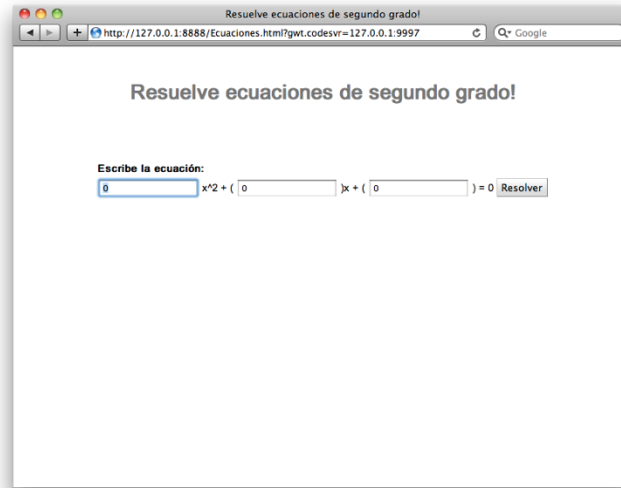 Resuelve ecuaciones de segundo grado!
http://127.0.0.1:8888/Ecuaciones.html?gwt.codesvr=127.0.0.1:9997
Google
Resuelve ecuaciones de segundo grado!
Escribe la ecuación:
0 x^2 + ( 0 )x + ( 0 ) = 0 Resolver